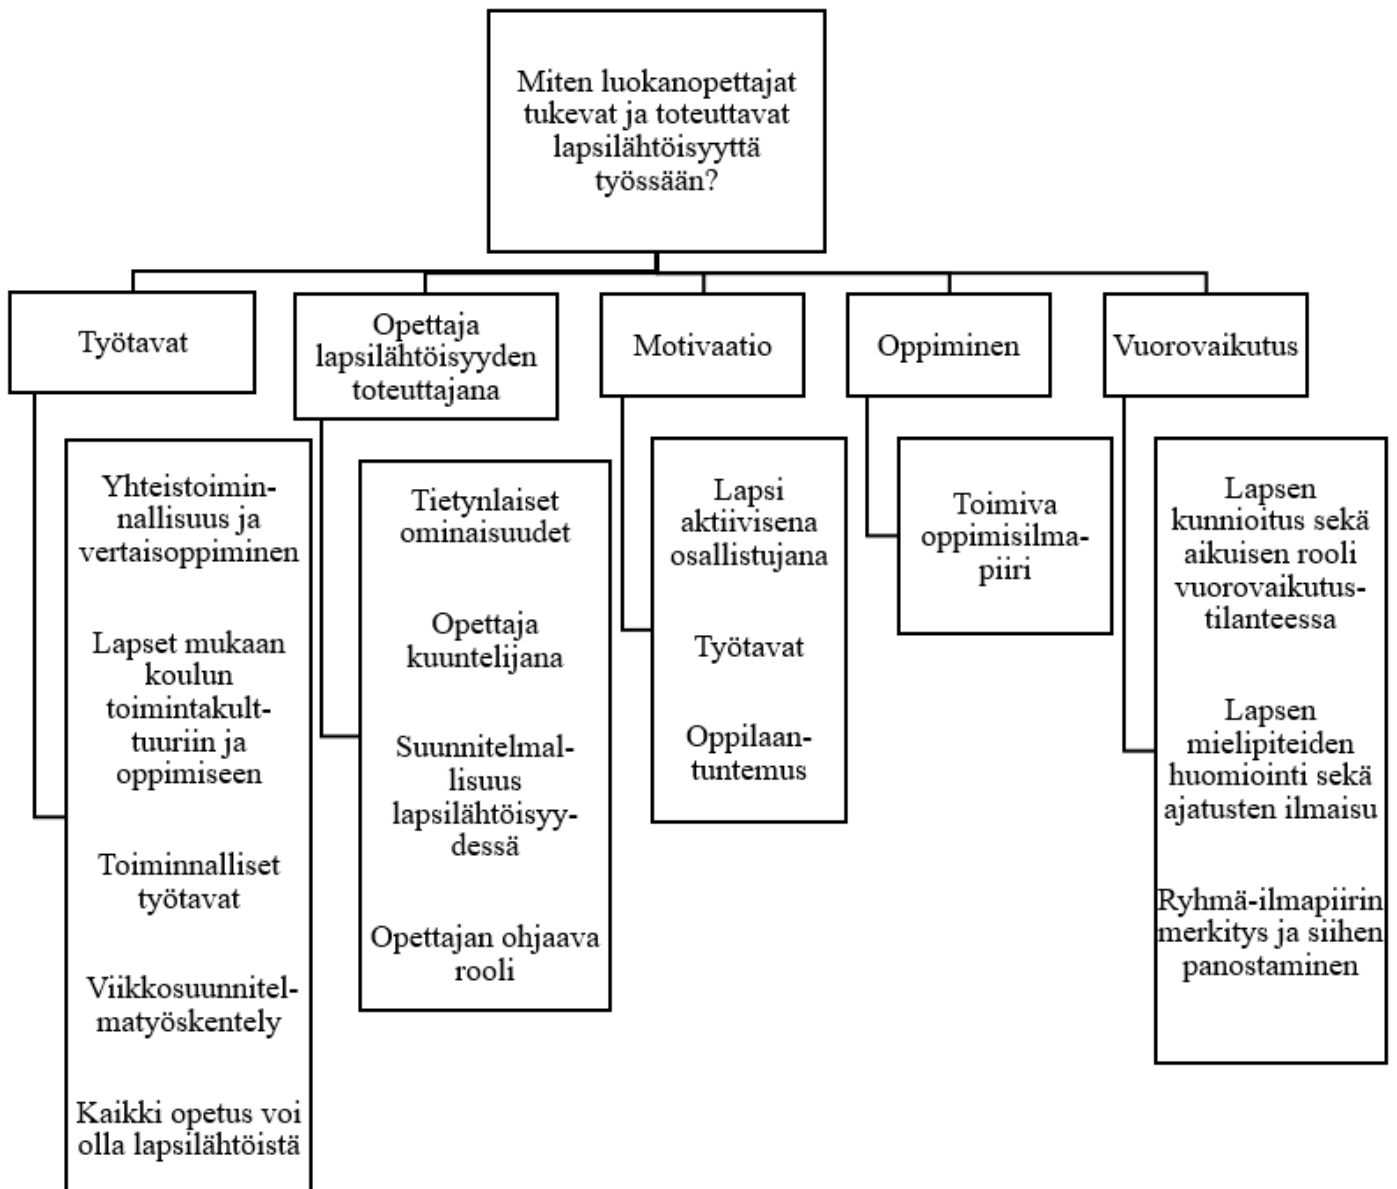 Miten luokanopettajat
tukevat ja toteuttavat
lapsilähtöisyyttä
työssään?
Työtavat
Yhteistoimin-
nallisuus ja
vertaisoppiminen
Lapset mukaan
koulun
toimintakult-
tuuriin ja
oppimiseen
Toiminnalliset
työtavat
Viikkosuunnitel-
matyöskentely
Kaikki opetus voi
olla lapsilähtöistä
Opettaja
lapsilähtöisyyden
toteuttajana
Tietynlaiset
ominaisuudet
Opettaja
kuuntelijana
Suunnitelmal-
lisuus
lapsilähtöisyy-
dessä
Opettajan ohjaava
rooli
Motivaatio
Lapsi
aktiivisena
osallistujana
Työtavat
Oppilaan-
tuntemus
Oppiminen
Toimiva
oppimisilma-
piiri
Vuorovaikutus
Lapsen
kunnioitus sekä
aikuisen rooli
vuorovaikutus-
tilanteessa
Lapsen
mielipiteiden
huomiointi sekä
ajatusten ilmaisu
Ryhmä-ilmapiirin
merkitys ja siihen
panostaminen